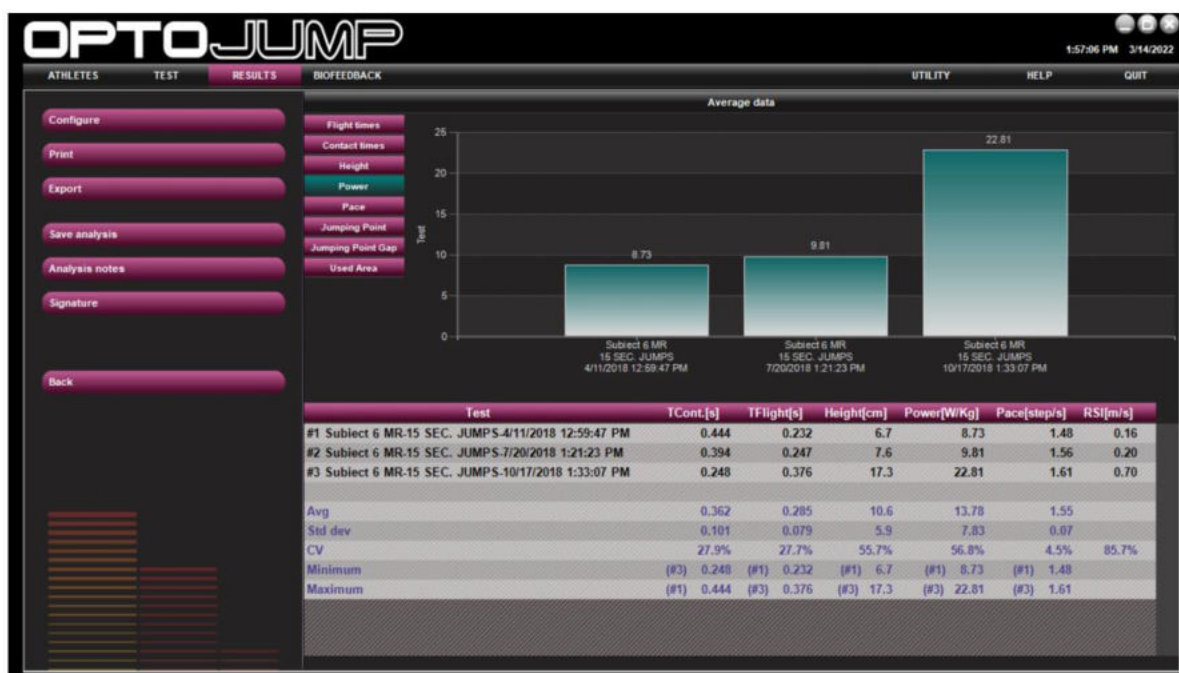 OPTOJUMP
1:57:06 PM 3/14/2022
ATHLETES TEST RESULTS BIOFEEDBACK UTILITY HELP QUIT
Configure
Print
Export
Save analysis
Analysis notes
Signature
Back
Average data
Flight times
Contact times
Height
Power
Pace
Jumping Point
Jumping Point Gap
Used Area
Test
25
20
15
10
5
0
8.73
9.81
22.81
Subiect 6 MR
15 SEC. JUMPS
4/11/2018 12:59:47 PM
Subiect 6 MR
15 SEC. JUMPS
7/20/2018 1:21:23 PM
Subiect 6 MR
15 SEC. JUMPS
10/17/2018 1:33:07 PM
Test TCont.[s] TFlight[s] Height[cm] Power[W/Kg] Pace[step/s] RSI[m/s]
#1 Subiect 6 MR-15 SEC. JUMPS-4/11/2018 12:59:47 PM 0.444 0.232 6.7 8.73 1.48 0.16
#2 Subiect 6 MR-15 SEC. JUMPS-7/20/2018 1:21:23 PM 0.394 0.247 7.6 9.81 1.56 0.20
#3 Subiect 6 MR-15 SEC. JUMPS-10/17/2018 1:33:07 PM 0.248 0.376 17.3 22.81 1.61 0.70
Avg 0.362 0.285 10.6 13.78 1.55
Std dev 0.101 0.079 5.9 7.83 0.07
CV 27.9% 27.7% 55.7% 56.8% 4.5% 85.7%
Minimum (#3) 0.248 (#1) 0.232 (#1) 6.7 (#1) 8.73 (#1) 1.48
Maximum (#1) 0.444 (#3) 0.376 (#3) 17.3 (#3) 22.81 (#3) 1.61